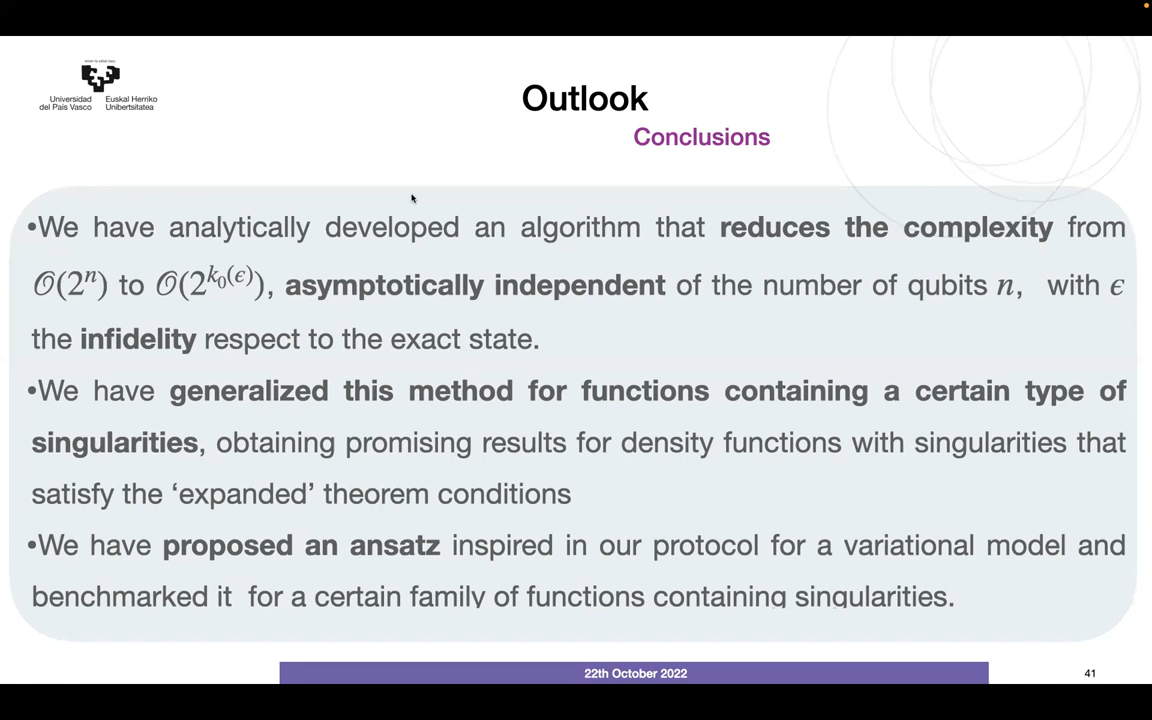 Universidad del País Vasco
Euskal Herriko Unibertsitatea
Outlook
Conclusions
•We have analytically developed an algorithm that reduces the complexity from
𝒪(2ⁿ) to 𝒪(2^{k₀(ϵ)}), asymptotically independent of the number of qubits n, with ϵ
the infidelity respect to the exact state.
•We have generalized this method for functions containing a certain type of
singularities, obtaining promising results for density functions with singularities that
satisfy the ‘expanded’ theorem conditions
•We have proposed an ansatz inspired in our protocol for a variational model and
benchmarked it for a certain family of functions containing singularities.
22th October 2022
41